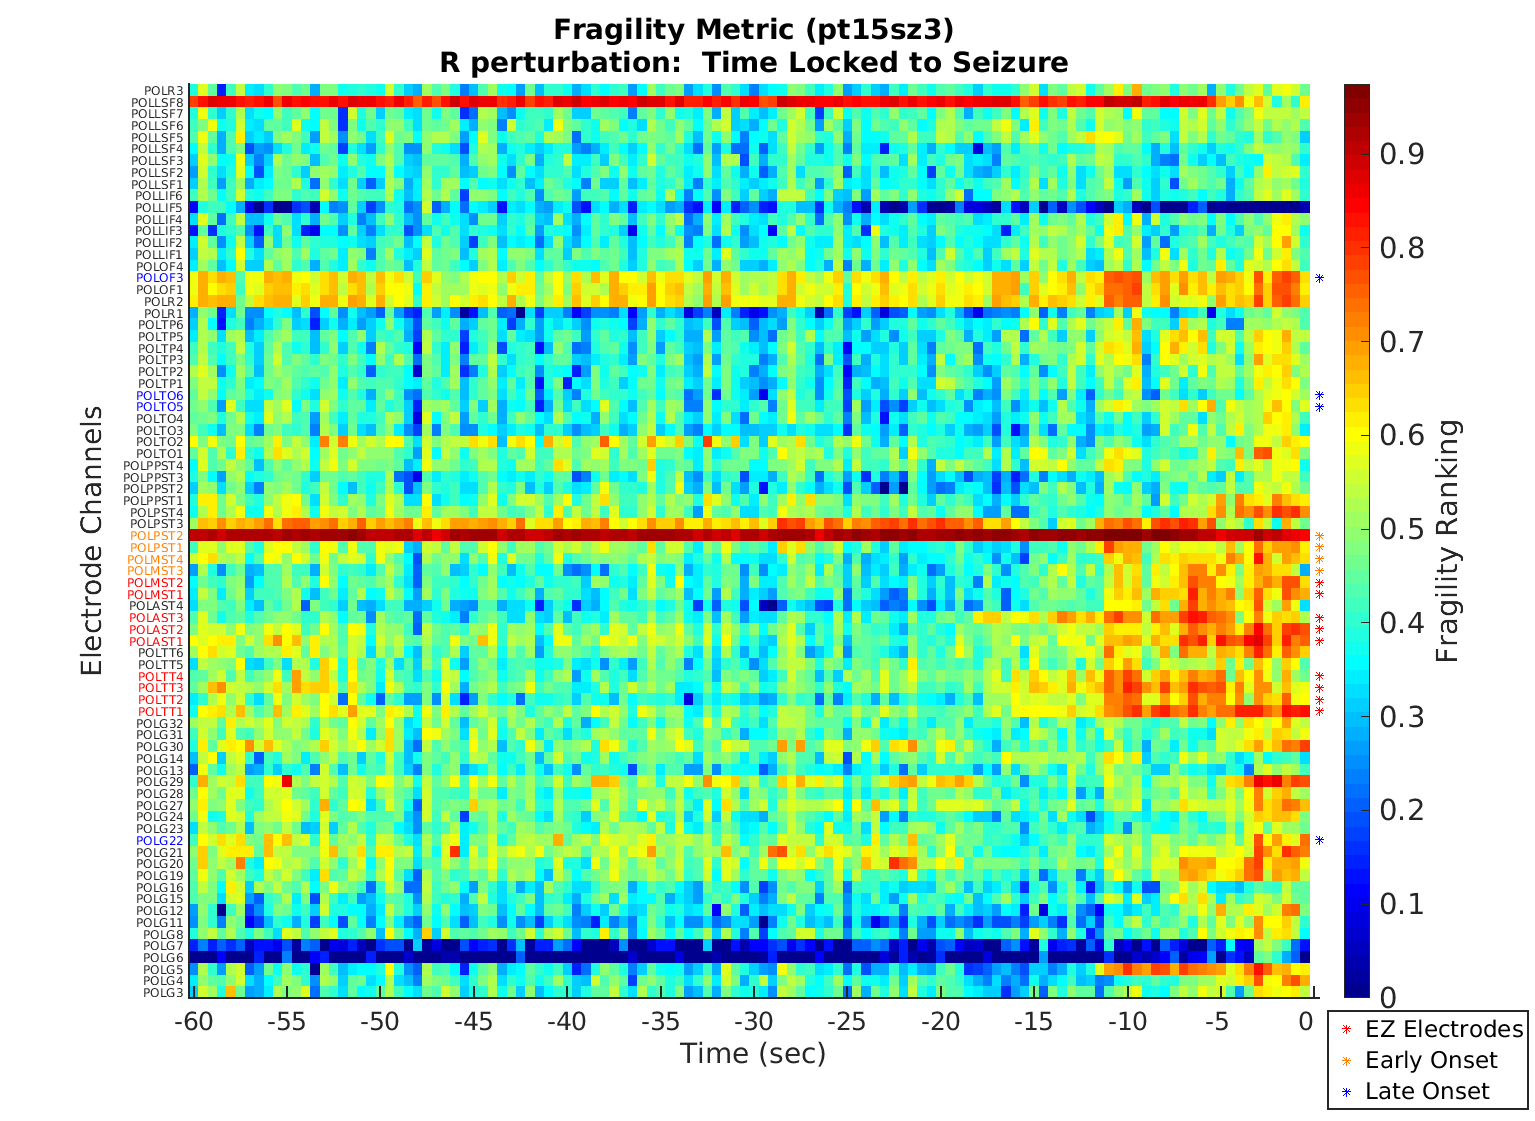 Fragility Metric (pt15sz3)
R perturbation: Time Locked to Seizure
Electrode Channels
POLR3
POLLSF8
POLLSF7
POLLSF6
POLLSF5
POLLSF4
POLLSF3
POLLSF2
POLLSF1
POLLIF6
POLLIF5
POLLIF4
POLLIF3
POLLIF2
POLLIF1
POLOF4
POLOF3
POLOF1
POLR2
POLR1
POLTP6
POLTP5
POLTP4
POLTP3
POLTP2
POLTP1
POLTO6
POLTO5
POLTO4
POLTO3
POLTO2
POLTO1
POLPPST4
POLPPST3
POLPPST2
POLPPST1
POLPST4
POLPST3
POLPST2
POLPST1
POLMST4
POLMST3
POLMST2
POLMST1
POLAST4
POLAST3
POLAST2
POLAST1
POLTT6
POLTT5
POLTT4
POLTT3
POLTT2
POLTT1
POLG32
POLG31
POLG30
POLG14
POLG13
POLG29
POLG28
POLG27
POLG24
POLG23
POLG22
POLG21
POLG20
POLG19
POLG16
POLG15
POLG12
POLG11
POLG8
POLG7
POLG6
POLG5
POLG4
POLG3
-60 -55 -50 -45 -40 -35 -30 -25 -20 -15 -10 -5 0
Time (sec)
0.9
0.8
0.7
0.6
0.5
0.4
0.3
0.2
0.1
0
Fragility Ranking
EZ Electrodes
Early Onset
Late Onset